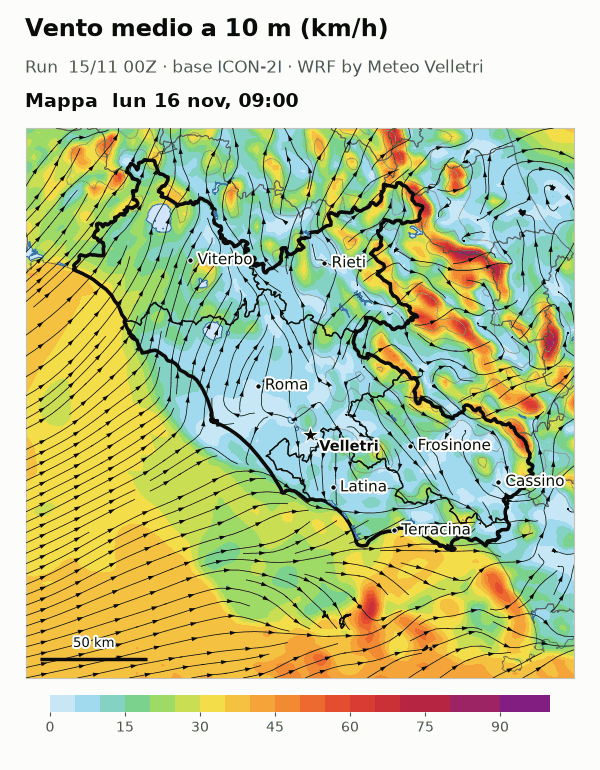 Vento medio a 10 m (km/h)
Run 15/11 00Z · base ICON-2I · WRF by Meteo Velletri
Mappa lun 16 nov, 09:00
Viterbo
Rieti
Roma
Velletri
Frosinone
Cassino
Latina
Terracina
50 km
0 15 30 45 60 75 90